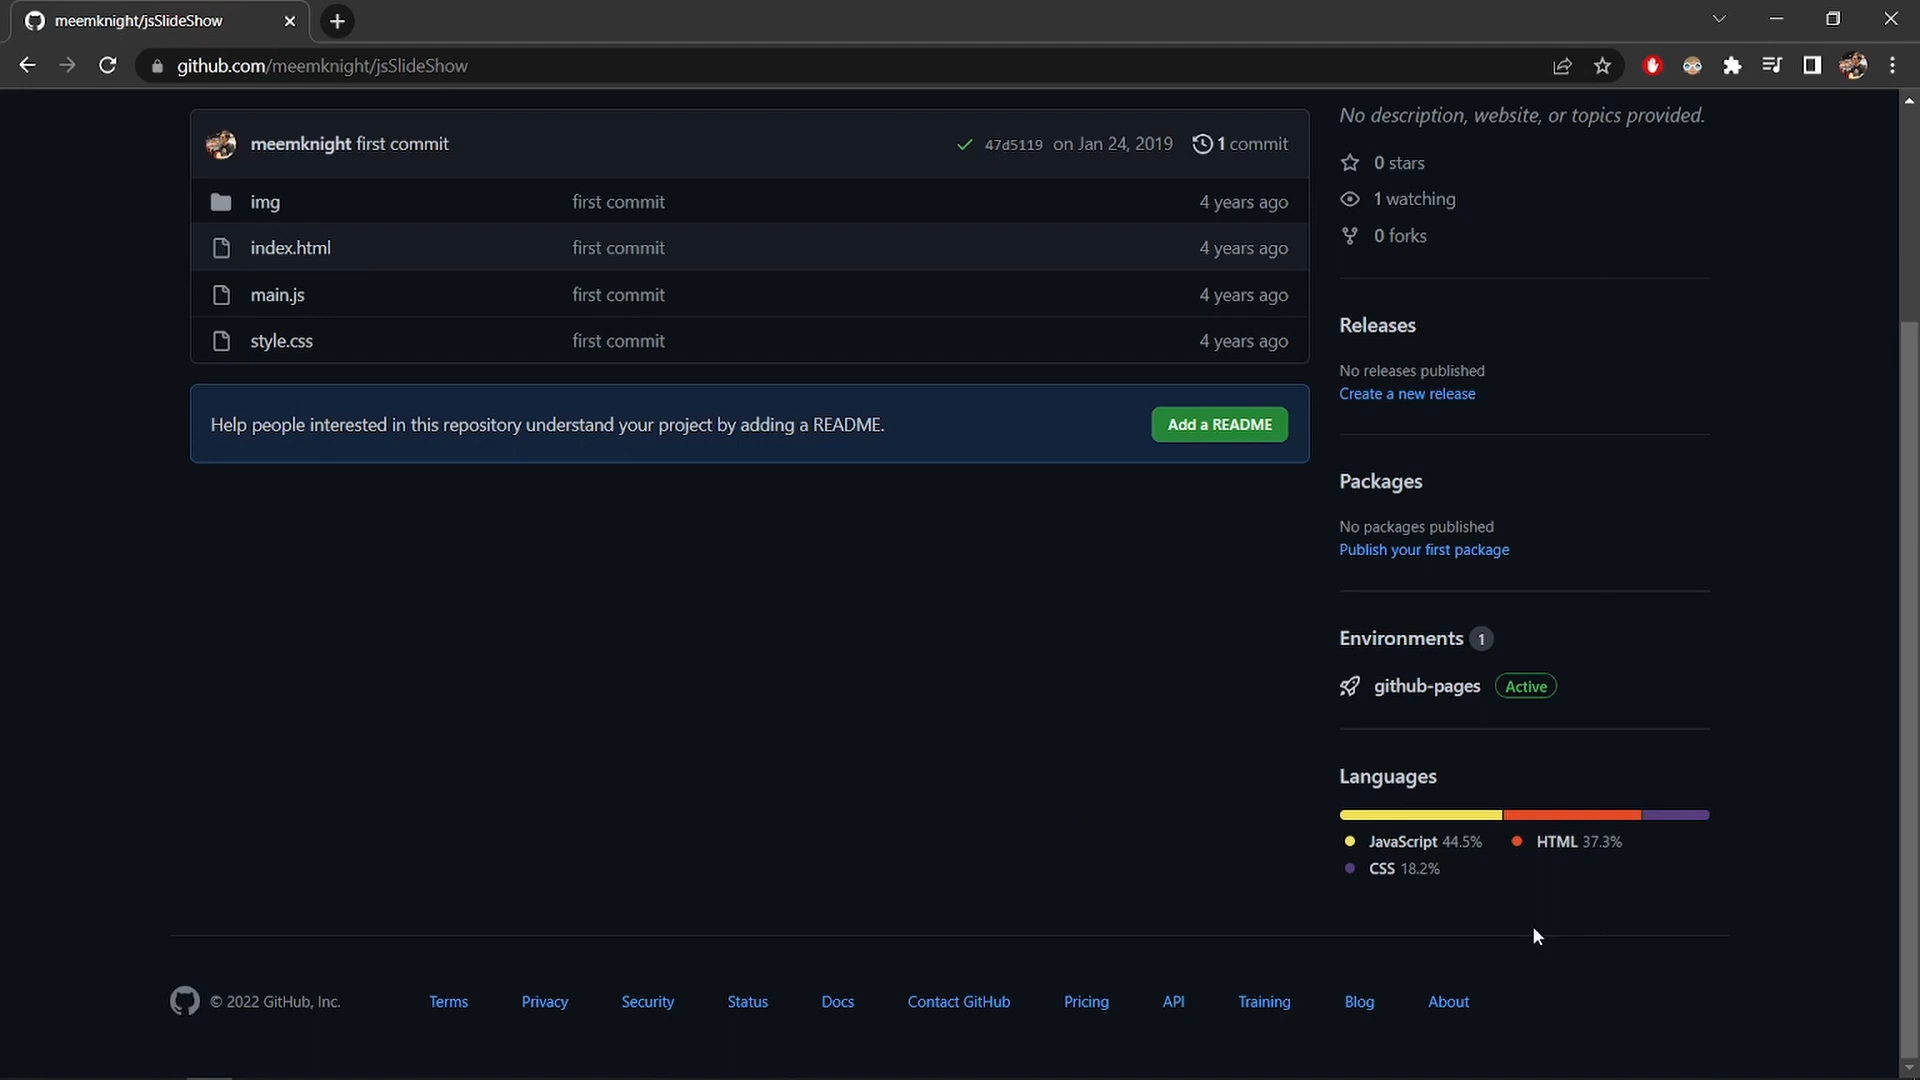 meemknight/jsSlideShow
github.com/meemknight/jsSlideShow
No description, website, or topics provided.
meemknight first commit 47d5119 on Jan 24, 2019 1 commit
0 stars
img first commit 4 years ago
1 watching
0 forks
index.html first commit 4 years ago
main.js first commit 4 years ago
Releases
style.css first commit 4 years ago
No releases published
Create a new release
Help people interested in this repository understand your project by adding a README. Add a README
Packages
No packages published
Publish your first package
Environments 1
github-pages Active
Languages
JavaScript 44.5% HTML 37.3%
CSS 18.2%
© 2022 GitHub, Inc. Terms Privacy Security Status Docs Contact GitHub Pricing API Training Blog About